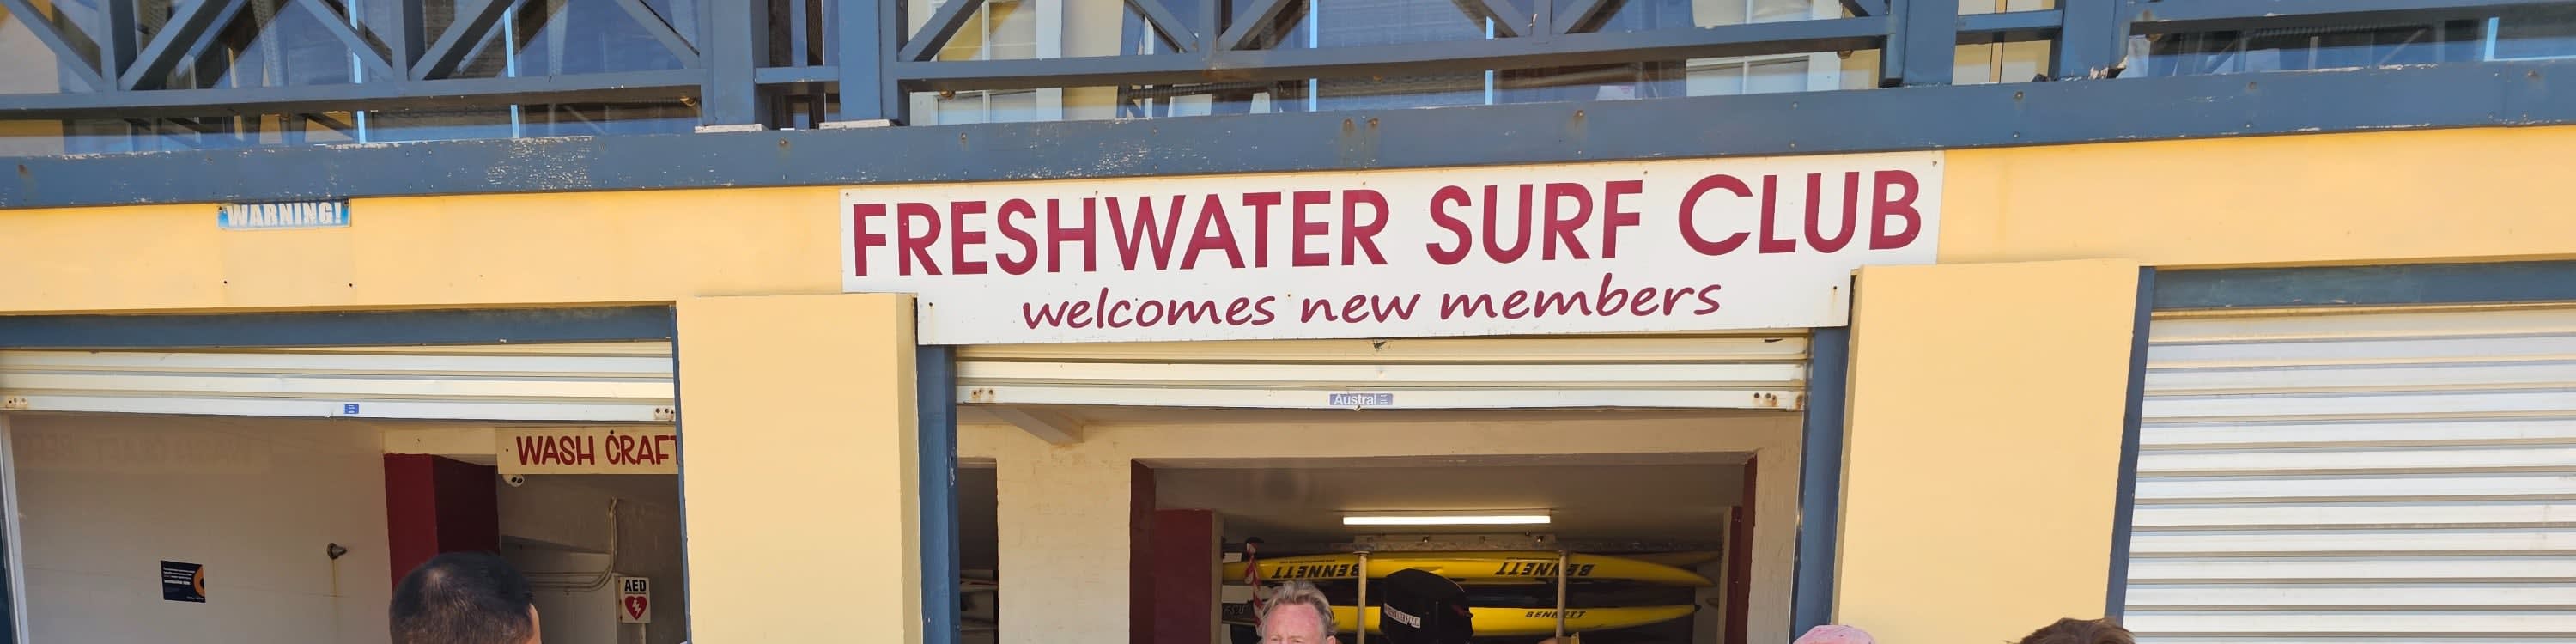 WARNING!
FRESHWATER SURF CLUB
welcomes new members
Austral
WASH CRAFT
AED
BENNETT
BENNETT
BENNETT